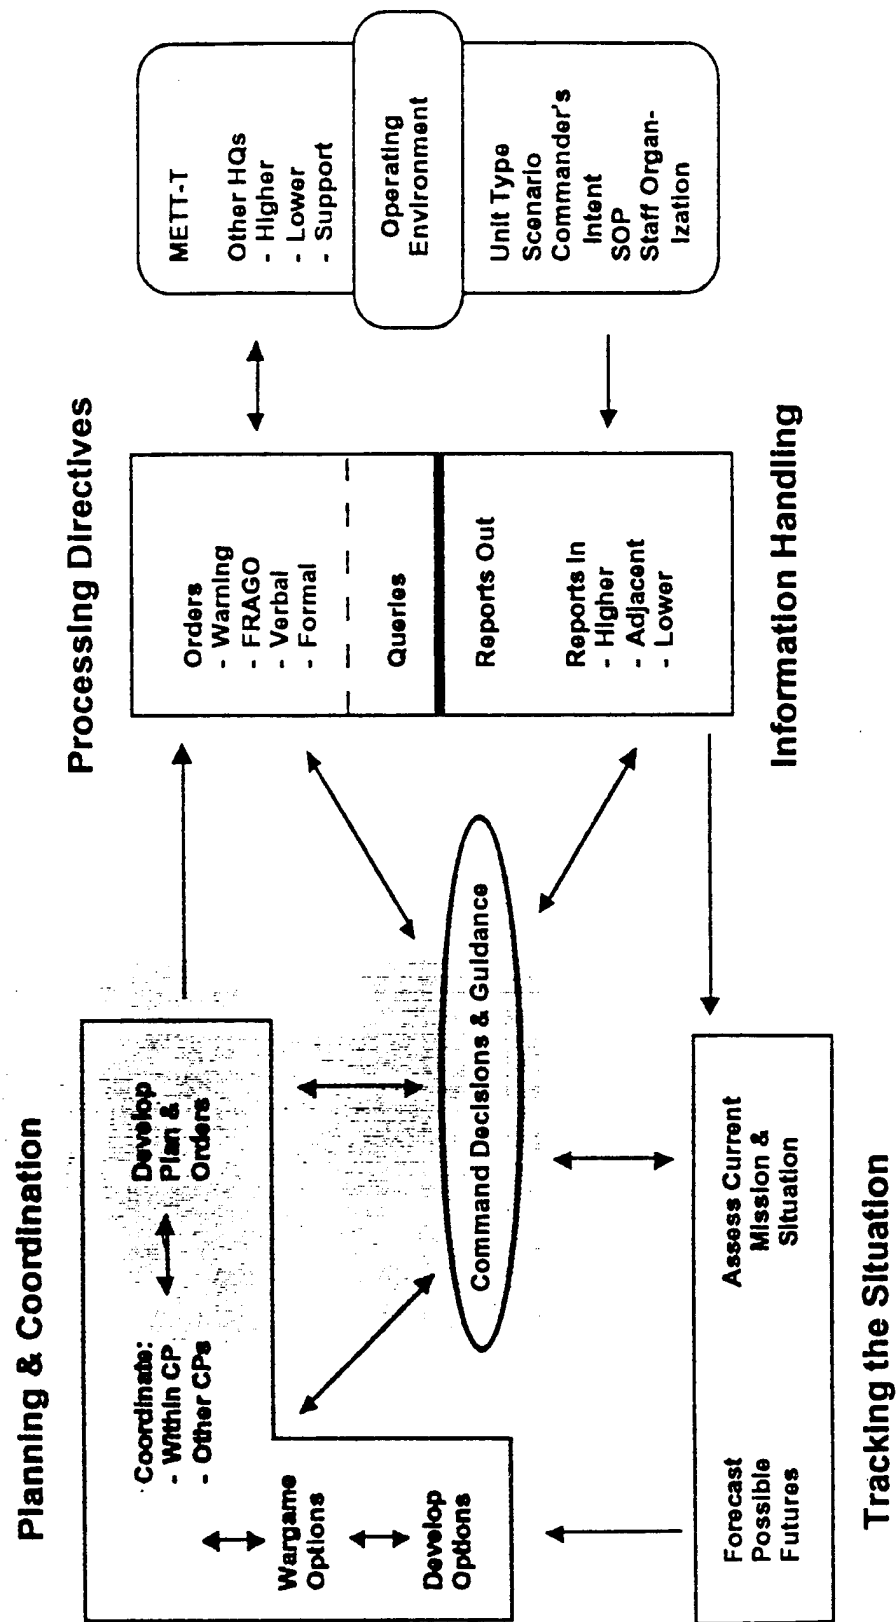 Planning & Coordination
Coordinate:
- Within CP
- Other CPs
Develop
Plan &
Orders
Wargame
Options
Develop
Options
Command Decisions & Guidance
Forecast
Possible
Futures
Assess Current
Mission &
Situation
Tracking the Situation
Processing Directives
Orders
- Warning
- FRAGO
- Verbal
- Formal
Queries
Reports Out
Reports In
- Higher
- Adjacent
- Lower
Information Handling
METT-T
Other HQs
- Higher
- Lower
- Support
Operating
Environment
Unit Type
Scenario
Commander's
Intent
SOP
Staff Organ-
ization